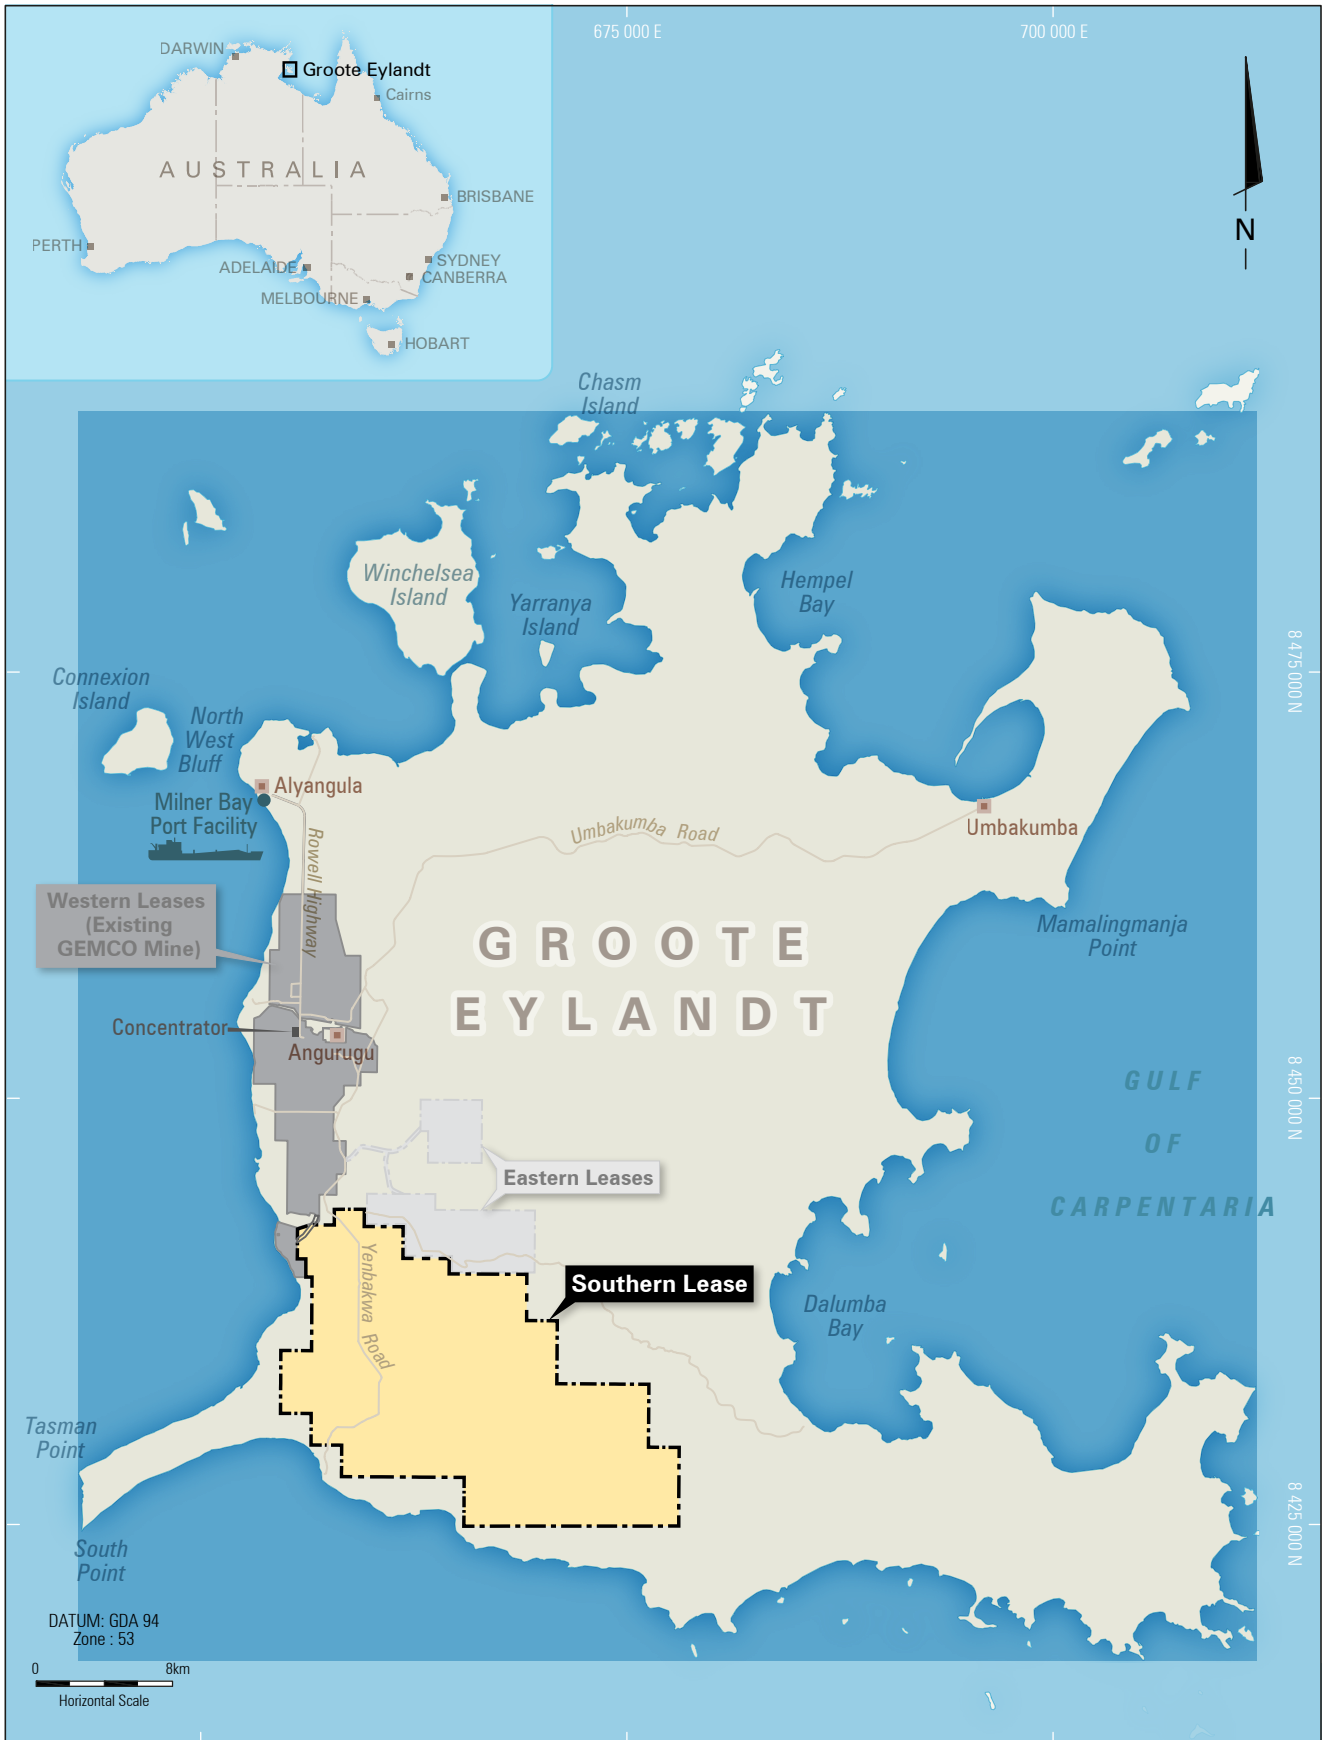 675 000 E
700 000 E
DARWIN
Groote Eylandt
Cairns
AUSTRALIA
BRISBANE
PERTH
ADELAIDE
SYDNEY
CANBERRA
MELBOURNE
HOBART
N
Chasm
Island
Winchelsea
Island
Yarranya
Island
Hempel
Bay
8 475 000 N
Connexion
Island
North
West
Bluff
Alyangula
Milner Bay
Port Facility
Rowell Highway
Umbakumba Road
Umbakumba
Western Leases
(Existing
GEMCO Mine)
Mamalingmanja
Point
GROOTE
EYLANDT
Concentrator
Angurugu
GULF
OF
CARPENTARIA
8 450 000 N
Eastern Leases
Southern Lease
Yenbakwa Road
Dalumba
Bay
Tasman
Point
South
Point
8 425 000 N
DATUM: GDA 94
Zone : 53
0 8km
Horizontal Scale